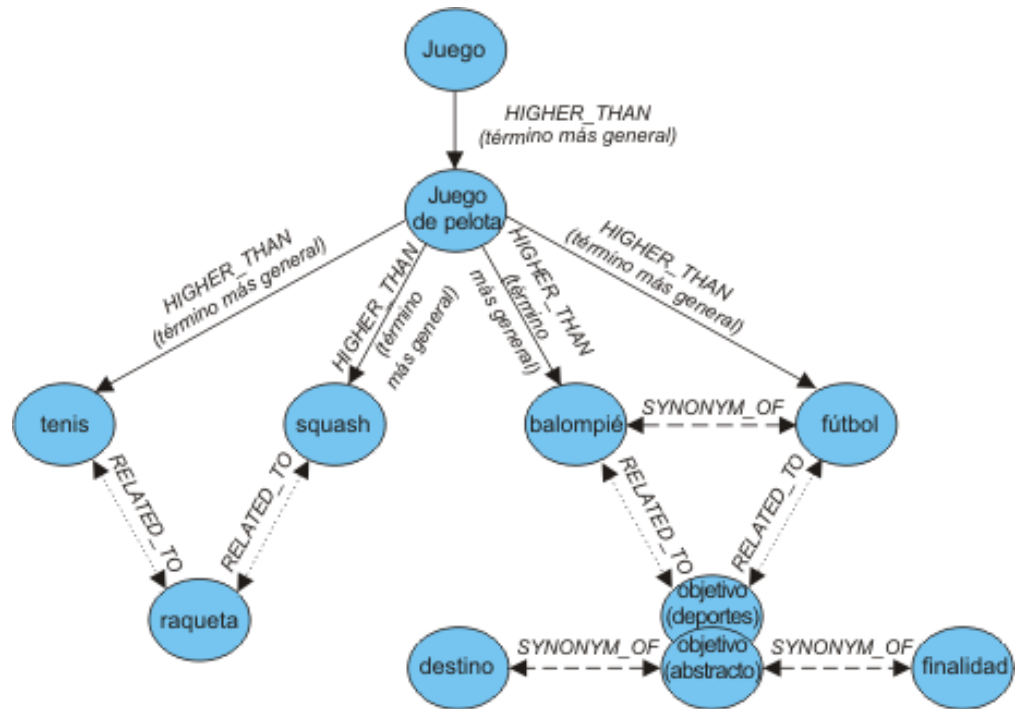 Juego
HIGHER_THAN
(término más general)
Juego
de pelota
HIGHER_THAN
(término más general)
HIGHER_THAN
(término
más general)
HIGHER_THAN
(término
más general)
HIGHER_THAN
(término más general)
tenis
squash
balompié
SYNONYM_OF
fútbol
RELATED_TO
RELATED_TO
RELATED_TO
RELATED_TO
raqueta
objetivo
(deportes)
destino
SYNONYM_OF
objetivo
(abstracto)
SYNONYM_OF
finalidad